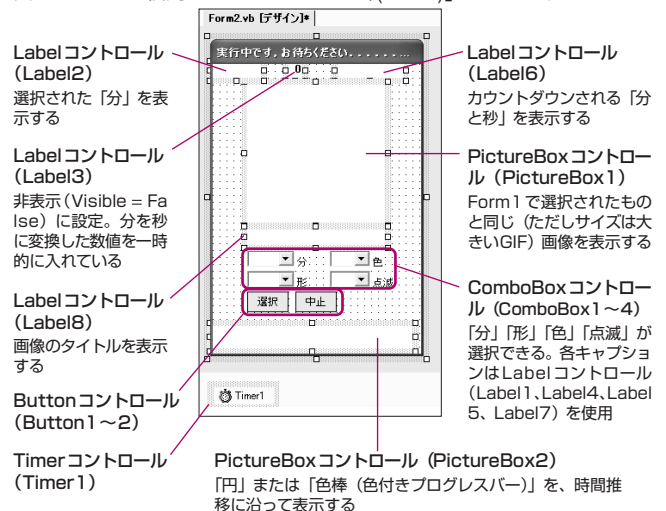 Form2.vb [デザイン]*
実行中です。お待ちください.......…
0
分
色
形
点滅
選択
中止
Timer1
Labelコントロール
(Label2)
選択された「分」を表
示する
Labelコントロール
(Label3)
非表示(Visible = Fa
lse)に設定。分を秒
に変換した数値を一時
的に入れている
Labelコントロール
(Label8)
画像のタイトルを表示
する
Buttonコントロール
(Button1〜2)
Timerコントロール
(Timer1)
Labelコントロール
(Label6)
カウントダウンされる「分
と秒」を表示する
PictureBoxコントロー
ル(PictureBox1)
Form1で選択されたもの
と同じ(ただしサイズは大
きいGIF)画像を表示する
ComboBoxコントロー
ル(ComboBox1〜4)
「分」「形」「色」「点滅」が
選択できる。各キャプショ
ンはLabelコントロール
(Label1、Label4、Label
5、Label7)を使用
PictureBoxコントロール(PictureBox2)
「円」または「色棒(色付きプログレスバー)」を、時間推
移に沿って表示する